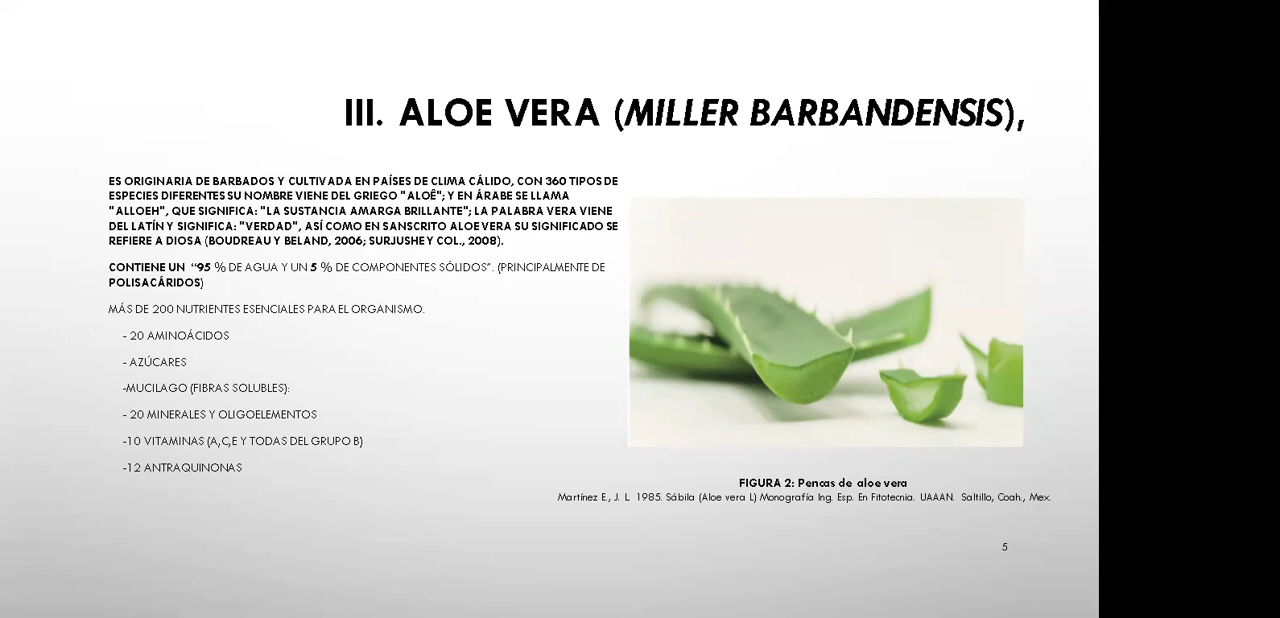 III. ALOE VERA (MILLER BARBANDENSIS),
ES ORIGINARIA DE BARBADOS Y CULTIVADA EN PAÍSES DE CLIMA CÁLIDO, CON 360 TIPOS DE
ESPECIES DIFERENTES SU NOMBRE VIENE DEL GRIEGO "ALOÊ"; Y EN ÁRABE SE LLAMA
"ALLOEH", QUE SIGNIFICA: "LA SUSTANCIA AMARGA BRILLANTE"; LA PALABRA VERA VIENE
DEL LATÍN Y SIGNIFICA: "VERDAD", ASÍ COMO EN SANSCRITO ALOE VERA SU SIGNIFICADO SE
REFIERE A DIOSA (BOUDREAU Y BELAND, 2006; SURJUSHE Y COL., 2008).
CONTIENE UN "95 % DE AGUA Y UN 5 % DE COMPONENTES SÓLIDOS". (PRINCIPALMENTE DE
POLISACÁRIDOS)
MÁS DE 200 NUTRIENTES ESENCIALES PARA EL ORGANISMO.
- 20 AMINOÁCIDOS
- AZÚCARES
-MUCILAGO (FIBRAS SOLUBLES):
- 20 MINERALES Y OLIGOELEMENTOS
-10 VITAMINAS (A,C,E Y TODAS DEL GRUPO B)
-12 ANTRAQUINONAS
FIGURA 2: Pencas de aloe vera
Martínez E., J. L. 1985. Sábila (Aloe vera L) Monografía Ing. Esp. En Fitotecnia. UAAAN. Saltillo, Coah., Mex.
5